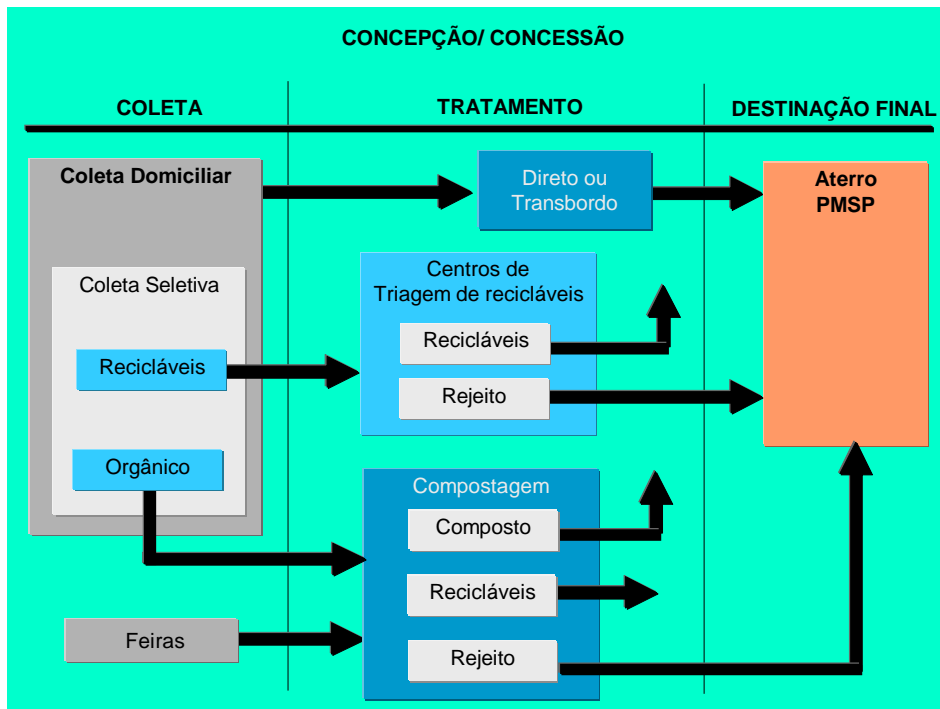 CONCEPÇÃO/ CONCESSÃO
COLETA
TRATAMENTO
DESTINAÇÃO FINAL
Coleta Domiciliar
Coleta Seletiva
Recicláveis
Orgânico
Feiras
Direto ou
Transbordo
Centros de
Triagem de recicláveis
Recicláveis
Rejeito
Compostagem
Composto
Recicláveis
Rejeito
Aterro
PMSP